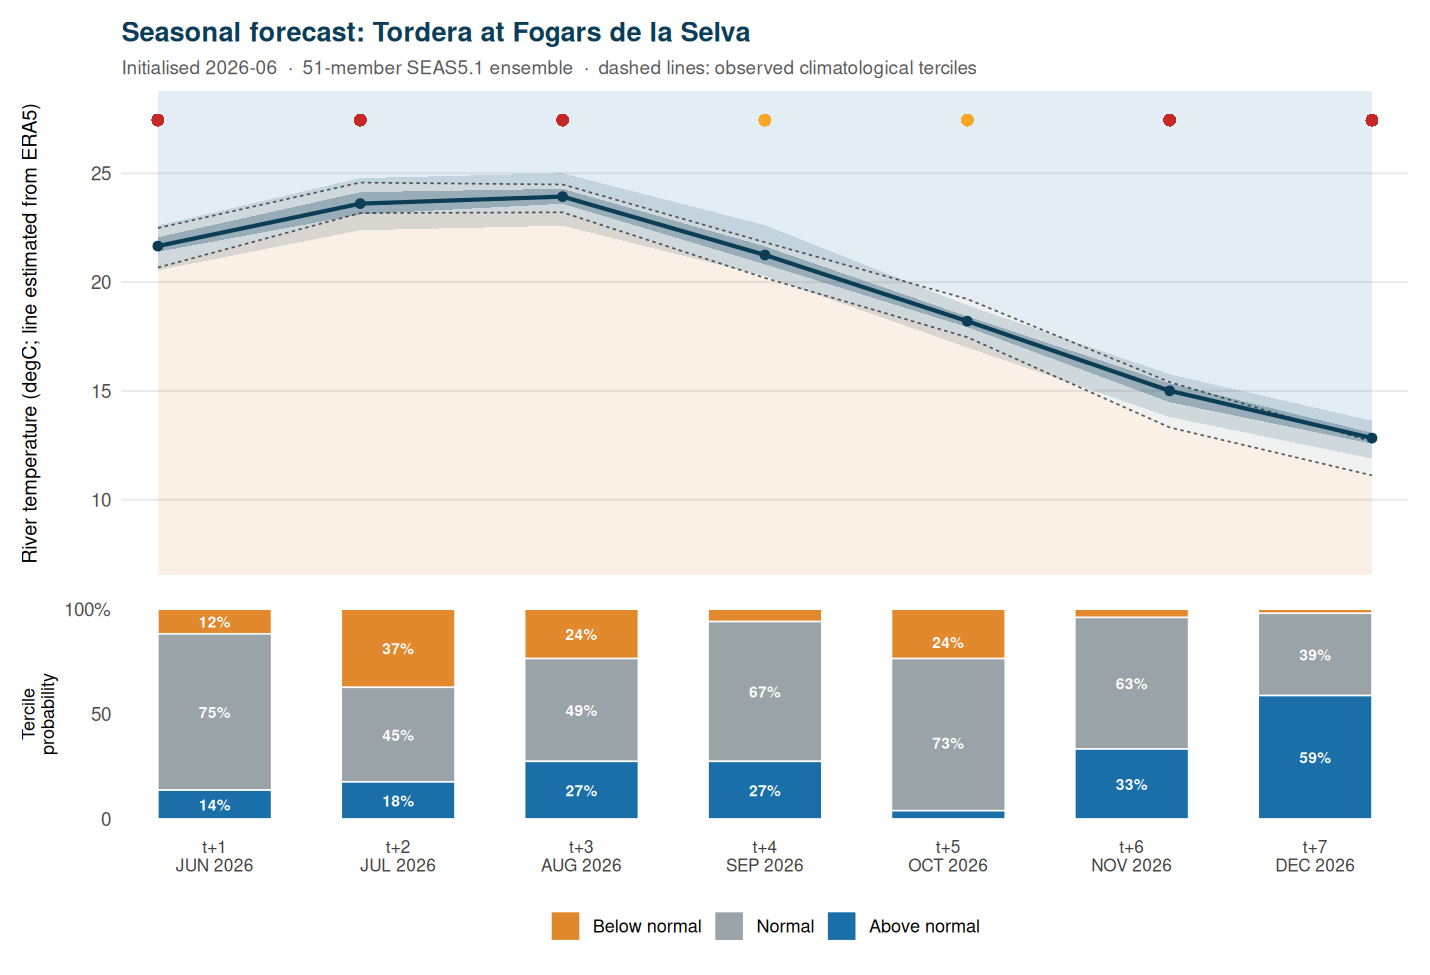 Seasonal forecast: Tordera at Fogars de la Selva
Initialised 2026-06 · 51-member SEAS5.1 ensemble · dashed lines: observed climatological terciles
River temperature (degC; line estimated from ERA5)
25
20
15
10
Tercile
probability
100%
50
0
12%
75%
14%
37%
45%
18%
24%
49%
27%
67%
27%
24%
73%
63%
33%
39%
59%
t+1
JUN 2026
t+2
JUL 2026
t+3
AUG 2026
t+4
SEP 2026
t+5
OCT 2026
t+6
NOV 2026
t+7
DEC 2026
Below normal
Normal
Above normal